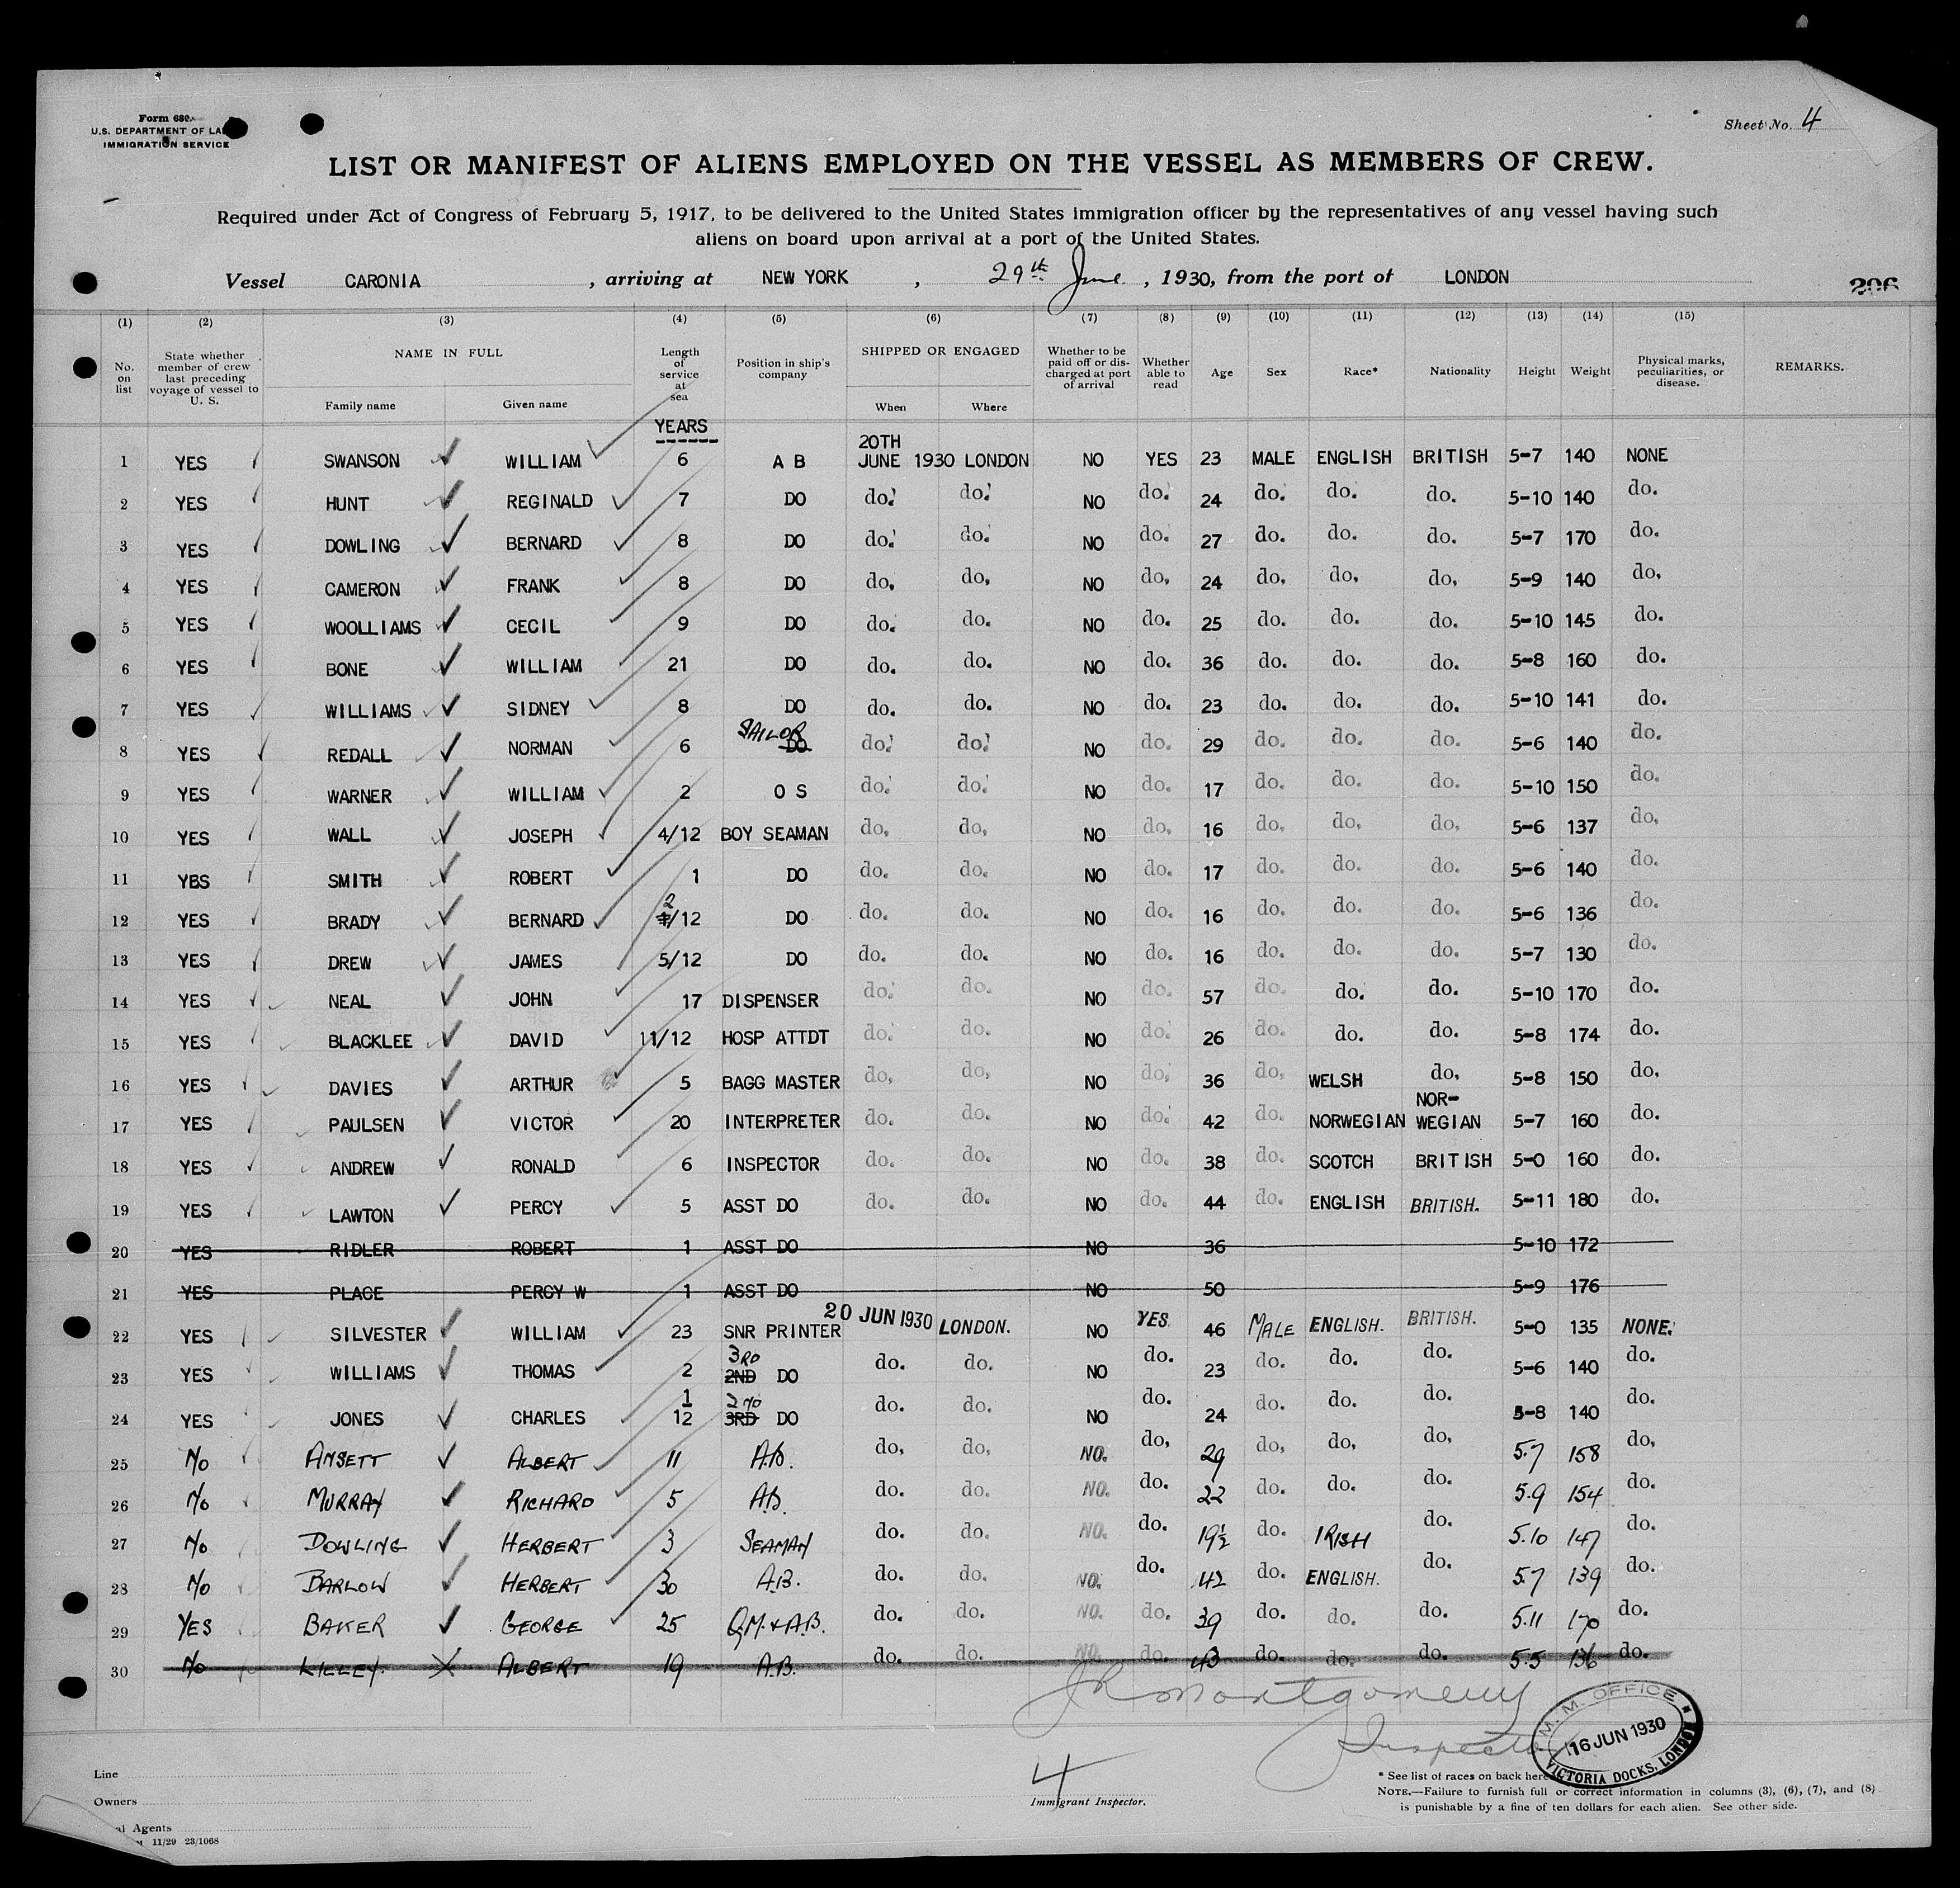 Form 680
U.S. DEPARTMENT OF LA
IMMIGRATION SERVICE
Sheet No. 4
LIST OR MANIFEST OF ALIENS EMPLOYED ON THE VESSEL AS MEMBERS OF CREW.
Required under Act of Congress of February 5, 1917, to be delivered to the United States immigration officer by the representatives of any vessel having such
aliens on board upon arrival at a port of the United States.
Vessel CARONIA , arriving at NEW YORK , 29th June , 1930, from the port of LONDON
206
(1) (2) (3) (4) (5) (6) (7) (8) (9) (10) (11) (12) (13) (14) (15)
No. on list State whether member of crew last preceding voyage of vessel to U. S. NAME IN FULL Family name Given name Length of service at sea Position in ship's company SHIPPED OR ENGAGED When Where Whether to be paid off or discharged at port of arrival Whether able to read Age Sex Race* Nationality Height Weight Physical marks, peculiarities, or disease. REMARKS.
YEARS
20TH
1 YES SWANSON WILLIAM 6 A B JUNE 1930 LONDON NO YES 23 MALE ENGLISH BRITISH 5-7 140 NONE
2 YES HUNT REGINALD 7 DO do. do. NO do. 24 do. do. do. 5-10 140 do.
3 YES DOWLING BERNARD 8 DO do. do. NO do. 27 do. do. do. 5-7 170 do.
4 YES CAMERON FRANK 8 DO do, do, NO do, 24 do, do, do, 5-9 140 do,
5 YES WOOLLIAMS CECIL 9 DO do. do. NO do. 25 do. do. do. 5-10 145 do.
6 YES BONE WILLIAM 21 DO do. do. NO do. 36 do. do. do. 5-8 160 do.
7 YES WILLIAMS SIDNEY 8 DO do. do. NO do. 23 do. do. do. 5-10 141 do.
SAILOR
8 YES REDALL NORMAN 6 DO do. do. NO do. 29 do. do. do. 5-6 140 do.
9 YES WARNER WILLIAM 2 O S do. do. NO do. 17 do. do. do. 5-10 150 do.
10 YES WALL JOSEPH 4/12 BOY SEAMAN do, do, NO do, 16 do, do, do, 5-6 137 do,
11 YBS SMITH ROBERT 1 DO do. do. NO do. 17 do. do. do. 5-6 140 do.
12 YES BRADY BERNARD 2/12 DO do. do. NO do. 16 do. do. do. 5-6 136 do.
13 YES DREW JAMES 5/12 DO do. do. NO do. 16 do. do. do. 5-7 130 do.
14 YES NEAL JOHN 17 DISPENSER do. do. NO do. 57 do. do. do. 5-10 170 do.
15 YES BLACKLEE DAVID 11/12 HOSP ATTDT do. do. NO do. 26 do. do. do. 5-8 174 do.
16 YES DAVIES ARTHUR 5 BAGG MASTER do, do, NO do, 36 do, WELSH do, 5-8 150 do.
NOR-
17 YES PAULSEN VICTOR 20 INTERPRETER do. do. NO do. 42 do. NORWEGIAN WEGIAN 5-7 160 do.
18 YES ANDREW RONALD 6 INSPECTOR do. do. NO do. 38 do. SCOTCH BRITISH 5-0 160 do.
19 YES LAWTON PERCY 5 ASST DO do. do. NO do. 44 do. ENGLISH BRITISH. 5-11 180 do.
20 YES RIDLER ROBERT 1 ASST DO NO 36 5-10 172
21 YES PLACE PERCY W 1 ASST DO NO 50 5-9 176
22 YES SILVESTER WILLIAM 23 SNR PRINTER 20 JUN 1930 LONDON. NO YES. 46 MALE ENGLISH. BRITISH. 5-0 135 NONE.
3RD
23 YES WILLIAMS THOMAS 2 2ND DO do. do. NO do. 23 do. do. do. 5-6 140 do.
1 2ND
24 YES JONES CHARLES 12 3RD DO do. do. NO do. 24 do. do. do. 5-8 140 do.
25 No ANSETT ALBERT 11 A.B. do, do, NO. do, 29 do, do, do, 5.7 158 do,
26 No MURRAY RICHARD 5 AB. do. do. NO. do. 22 do. do. do. 5.9 154 do.
27 No DOWLING HERBERT 3 SEAMAN do. do. NO. do. 19½ do. IRISH do. 5.10 147 do.
28 No BARLOW HERBERT 30 A.B. do. do. NO. do. 42 do. ENGLISH. do. 5.7 139 do.
29 YES BAKER GEORGE 25 Q.M. & A.B. do. do. NO. do. 39 do. do. do. 5.11 170 do.
30 No KILLEY. ALBERT 19 A.B. do. do. NO. do. 43 do. do. do. 5.5 136 do.
JR Montgomery
Inspector
M. M. OFFICE
16 JUN 1930
VICTORIA DOCKS, LONDON
Line
Owners
al Agents
11/29 23/1068
4
Immigrant Inspector.
* See list of races on back here
NOTE.—Failure to furnish full or correct information in columns (3), (6), (7), and (8)
is punishable by a fine of ten dollars for each alien. See other side.